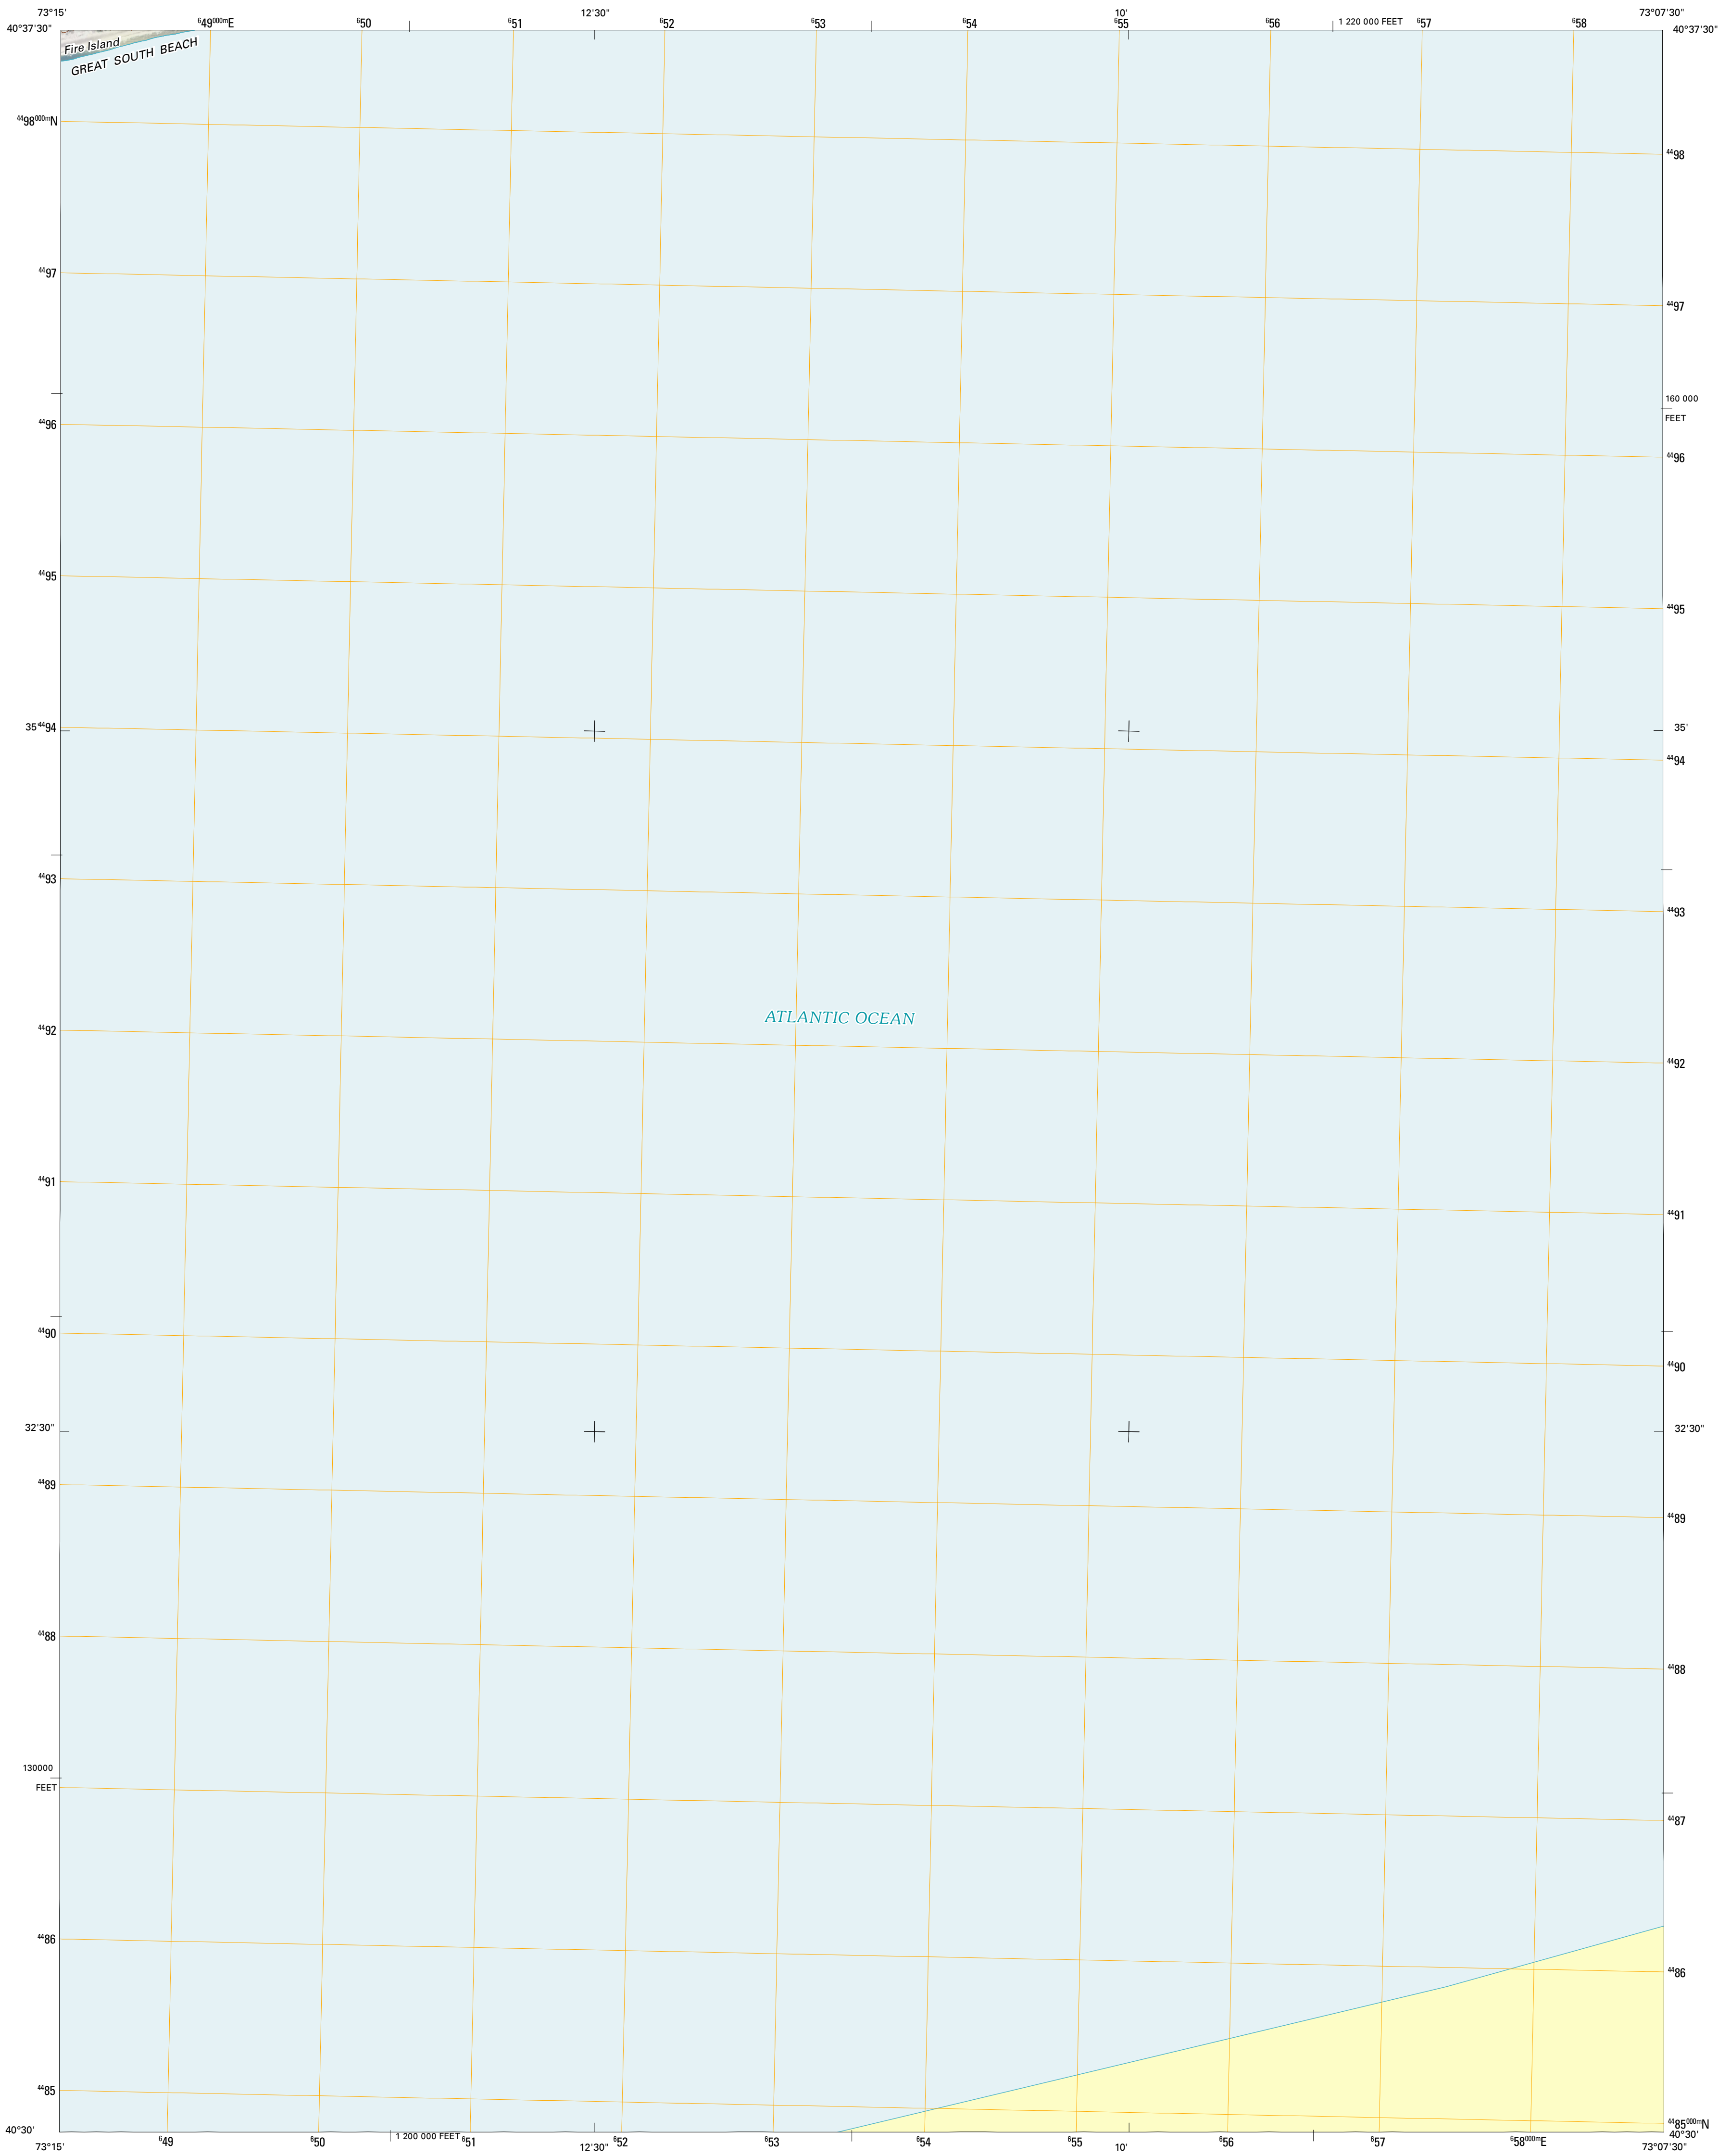 73°15' 12'30" 10' 73°07'30"
⁶49⁰⁰⁰ᵐE ⁶50 ⁶51 ⁶52 ⁶53 ⁶54 ⁶55 ⁶56 1 220 000 FEET ⁶57 ⁶58
40°37'30" 40°37'30"
Fire Island
GREAT SOUTH BEACH
⁴⁴98⁰⁰⁰ᵐN
⁴⁴98
⁴⁴97
⁴⁴97
160 000
FEET
⁴⁴96
⁴⁴96
⁴⁴95
⁴⁴95
35' ⁴⁴94 35'
⁴⁴94
⁴⁴93
⁴⁴93
ATLANTIC OCEAN
⁴⁴92
⁴⁴92
⁴⁴91
⁴⁴91
⁴⁴90
⁴⁴90
32'30" 32'30"
⁴⁴89
⁴⁴89
⁴⁴88
⁴⁴88
130000
FEET
⁴⁴87
⁴⁴86
⁴⁴86
⁴⁴85
⁴⁴85⁰⁰⁰ᵐN
40°30' 40°30'
⁶49 ⁶50 1 200 000 FEET ⁶51 ⁶52 ⁶53 ⁶54 ⁶55 ⁶56 ⁶57 ⁶58⁰⁰⁰ᵐE
73°15' 12'30" 10' 73°07'30"